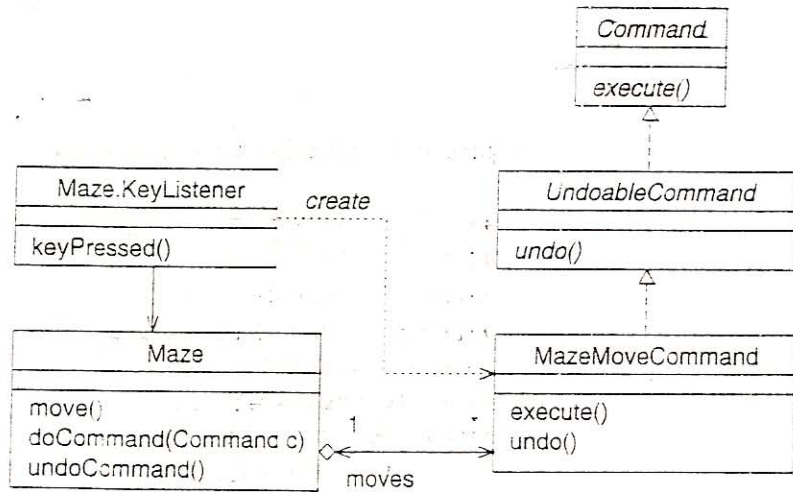 Command
execute()
Maze.KeyListener
create
UndoableCommand
keyPressed()
undo()
Maze
MazeMoveCommand
move()
doCommand(Command c)
undoCommand()
1
*
execute()
undo()
moves